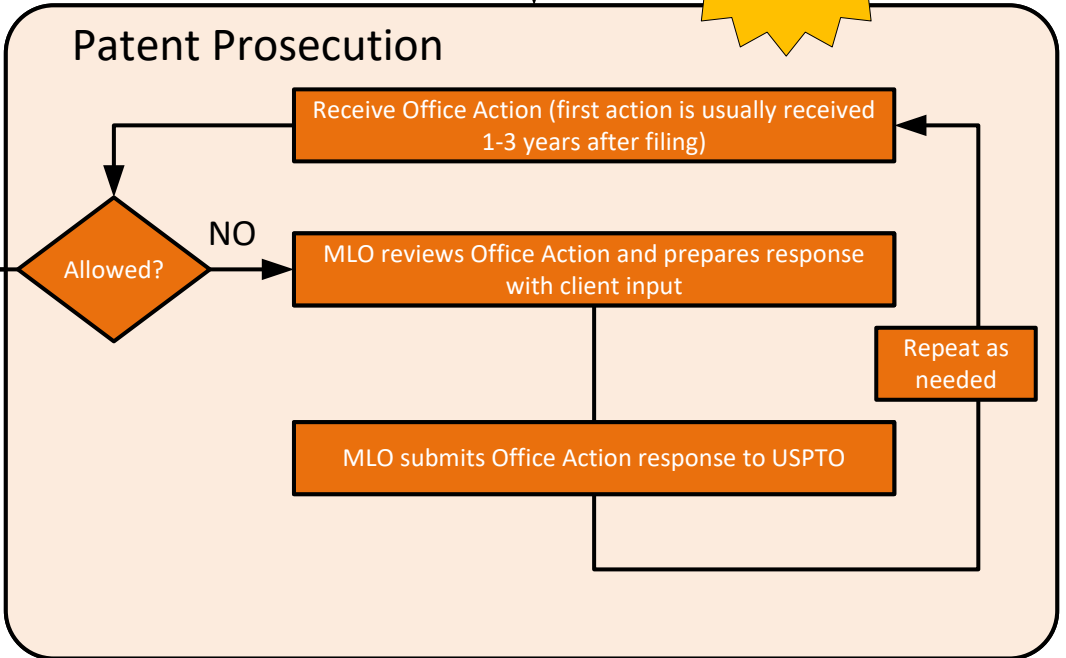 Patent Prosecution
Receive Office Action (first action is usually received
1-3 years after filing)
Allowed?
NO
MLO reviews Office Action and prepares response
with client input
Repeat as
needed
MLO submits Office Action response to USPTO